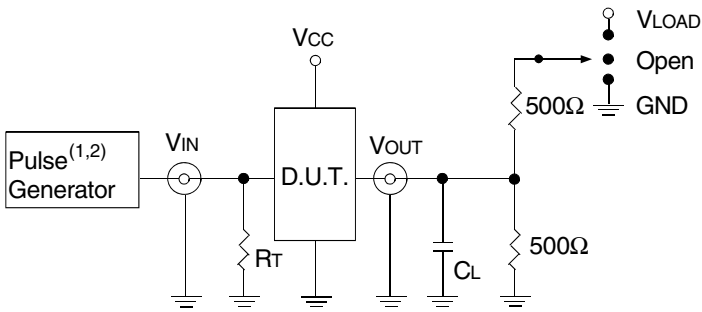 VLOAD
VCC
Open
500Ω
GND
VIN
VOUT
Pulse(1,2)
Generator
D.U.T.
RT
CL
500Ω